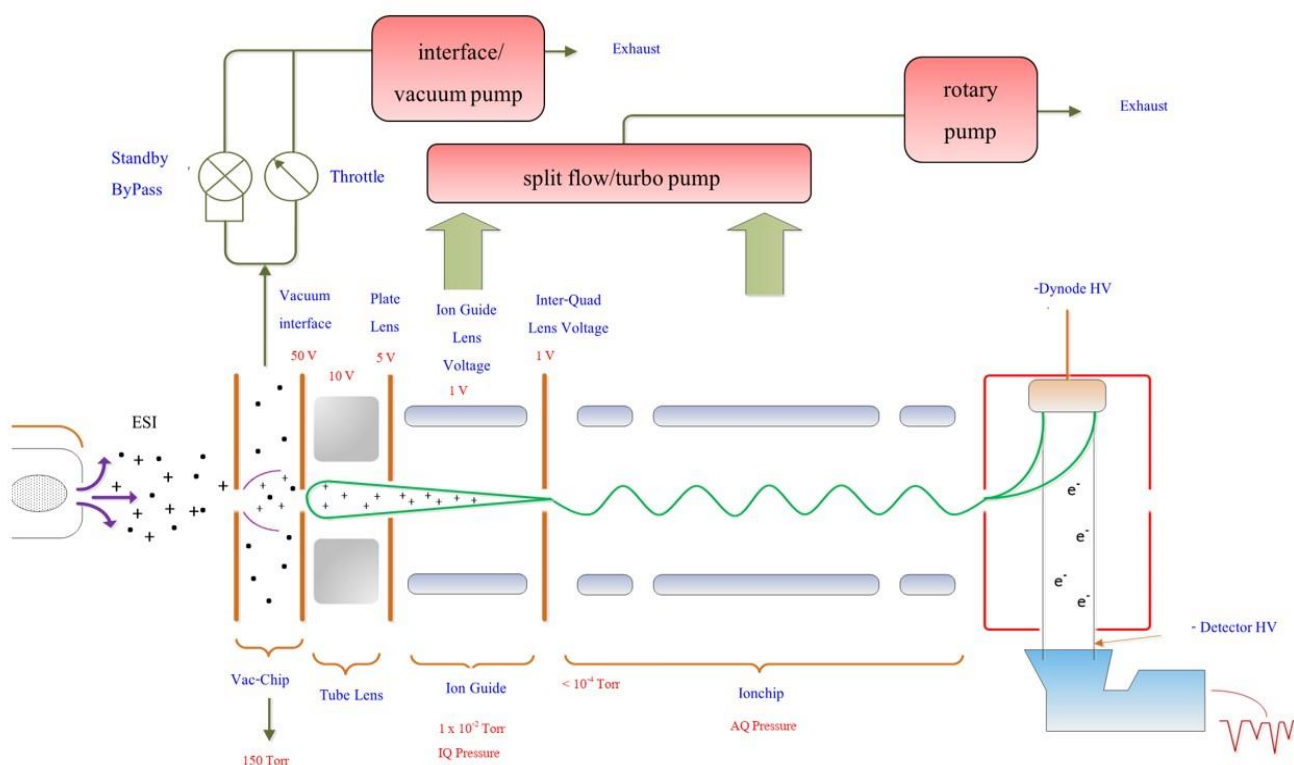 interface/
vacuum pump
Exhaust
rotary
pump
Exhaust
Standby
ByPass
Throttle
split flow/turbo pump
Vacuum
interface
50 V
10 V
Plate
Lens
5 V
Ion Guide
Lens
Voltage
1 V
Inter-Quad
Lens Voltage
1 V
-Dynode HV
ESI
e⁻
e⁻
e⁻
e⁻
- Detector HV
Vac-Chip
150 Torr
Tube Lens
Ion Guide
1 x 10⁻² Torr
IQ Pressure
< 10⁻⁴ Torr
Ionchip
AQ Pressure